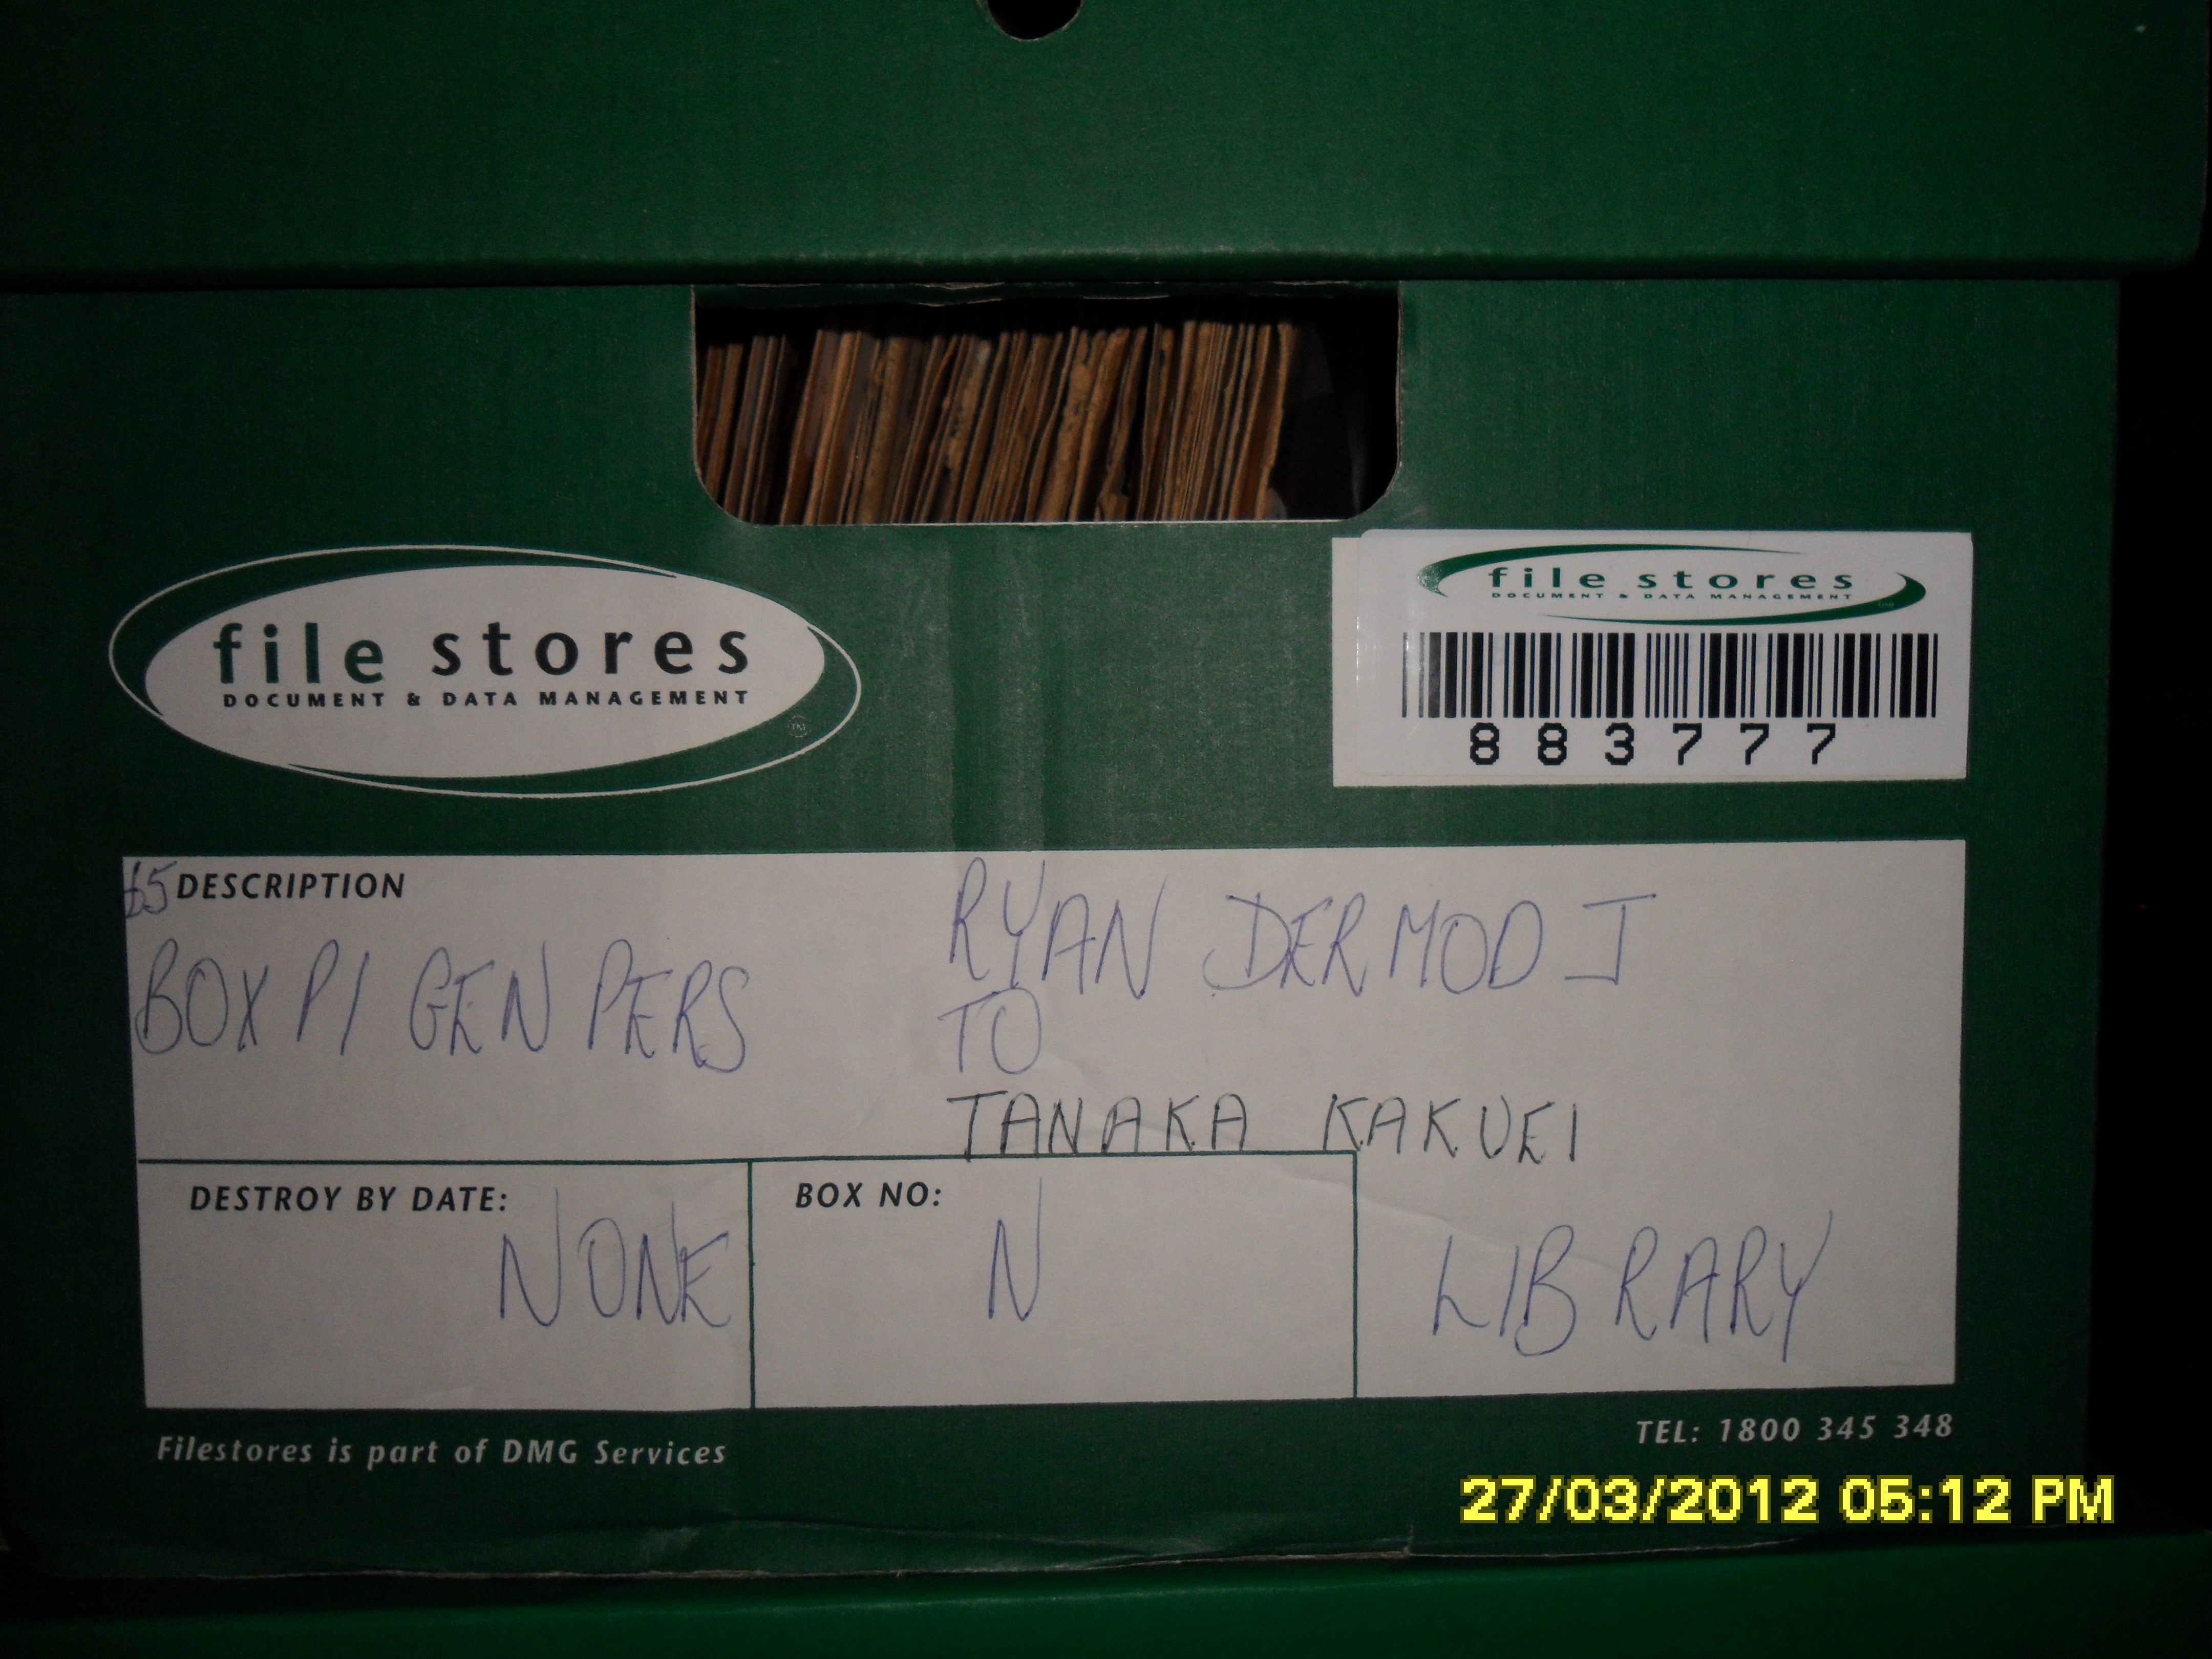 file stores
DOCUMENT & DATA MANAGEMENT
file stores
DOCUMENT & DATA MANAGEMENT
883777
65 DESCRIPTION
BOX P1 GEN PERS
RYAN DERMOD J
TO
TANAKA KAKUEI
DESTROY BY DATE:
NONE
BOX NO:
N
LIBRARY
Filestores is part of DMG Services
TEL: 1800 345 348
27/03/2012 05:12 PM